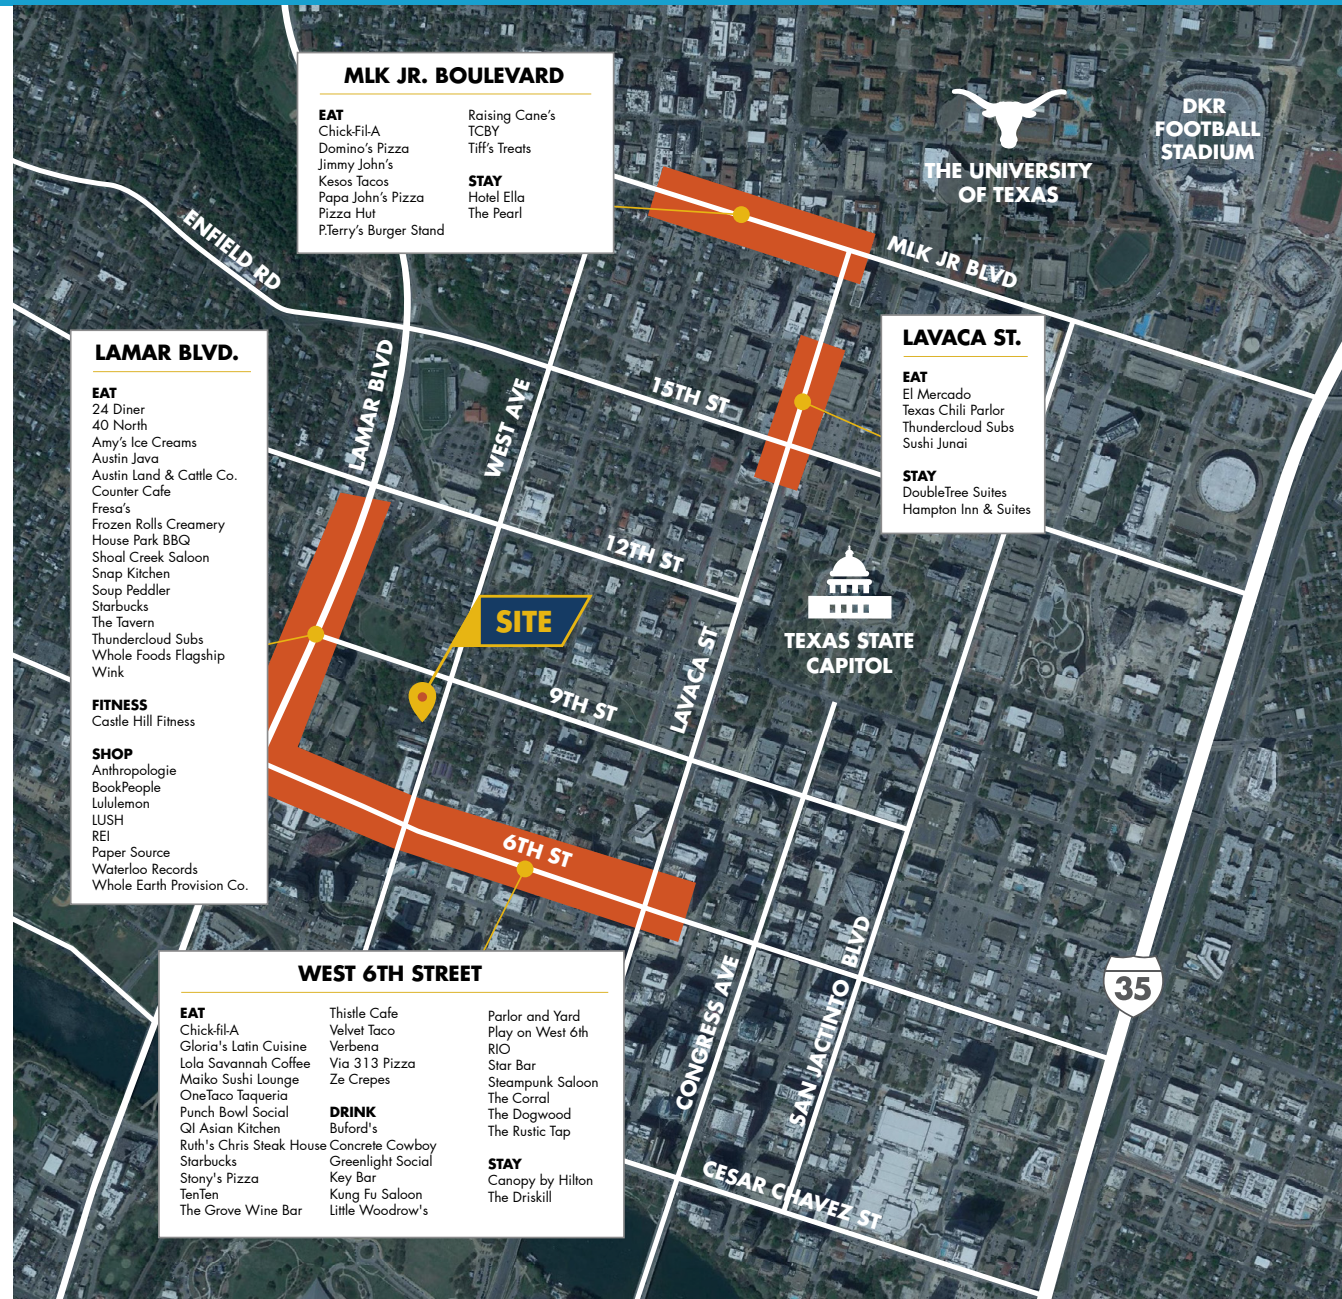 MLK JR. BOULEVARD
EAT
Chick-Fil-A
Domino's Pizza
Jimmy John's
Kesos Tacos
Papa John's Pizza
Pizza Hut
P.Terry's Burger Stand
Raising Cane's
TCBY
Tiff's Treats
STAY
Hotel Ella
The Pearl
THE UNIVERSITY
OF TEXAS
DKR
FOOTBALL
STADIUM
ENFIELD RD
MLK JR BLVD
LAMAR BLVD.
EAT
24 Diner
40 North
Amy's Ice Creams
Austin Java
Austin Land & Cattle Co.
Counter Cafe
Fresa's
Frozen Rolls Creamery
House Park BBQ
Shoal Creek Saloon
Snap Kitchen
Soup Peddler
Starbucks
The Tavern
Thundercloud Subs
Whole Foods Flagship
Wink
FITNESS
Castle Hill Fitness
SHOP
Anthropologie
BookPeople
Lululemon
LUSH
REI
Paper Source
Waterloo Records
Whole Earth Provision Co.
LAMAR BLVD
WEST AVE
15TH ST
LAVACA ST.
EAT
El Mercado
Texas Chili Parlor
Thundercloud Subs
Sushi Junai
STAY
DoubleTree Suites
Hampton Inn & Suites
12TH ST
SITE
TEXAS STATE
CAPITOL
LAVACA ST
9TH ST
6TH ST
WEST 6TH STREET
EAT
Chick-fil-A
Gloria's Latin Cuisine
Lola Savannah Coffee
Maiko Sushi Lounge
OneTaco Taqueria
Punch Bowl Social
QI Asian Kitchen
Ruth's Chris Steak House
Starbucks
Stony's Pizza
TenTen
The Grove Wine Bar
Thistle Cafe
Velvet Taco
Verbena
Via 313 Pizza
Ze Crepes
DRINK
Buford's
Concrete Cowboy
Greenlight Social
Key Bar
Kung Fu Saloon
Little Woodrow's
Parlor and Yard
Play on West 6th
RIO
Star Bar
Steampunk Saloon
The Corral
The Dogwood
The Rustic Tap
STAY
Canopy by Hilton
The Driskill
CONGRESS AVE
SAN JACTINTO BLVD
35
CESAR CHAVEZ ST